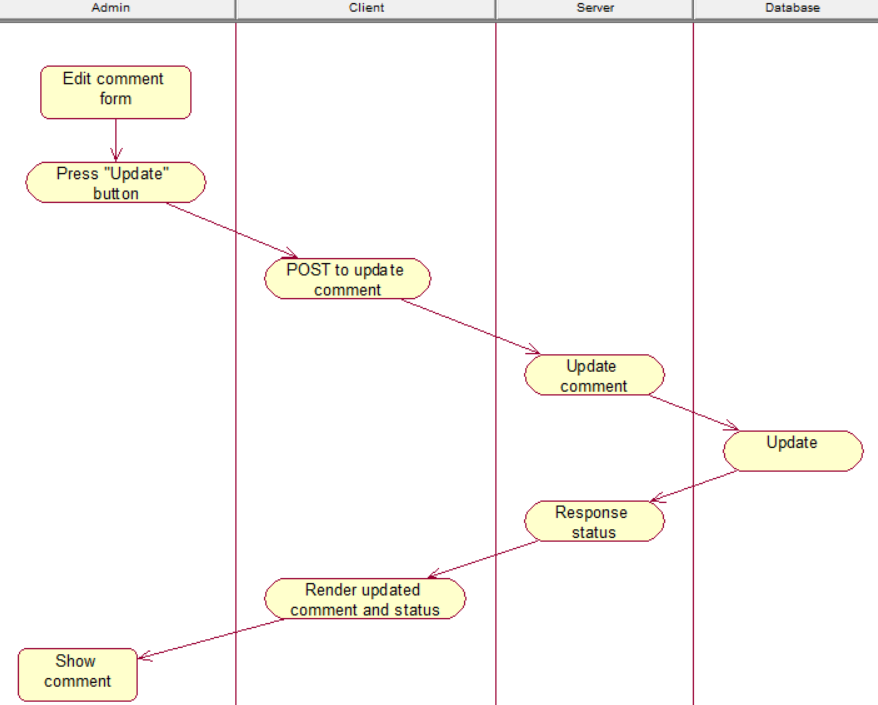 Admin
Client
Server
Database
Edit comment
form
Press "Update"
button
POST to update
comment
Update
comment
Update
Response
status
Render updated
comment and status
Show
comment